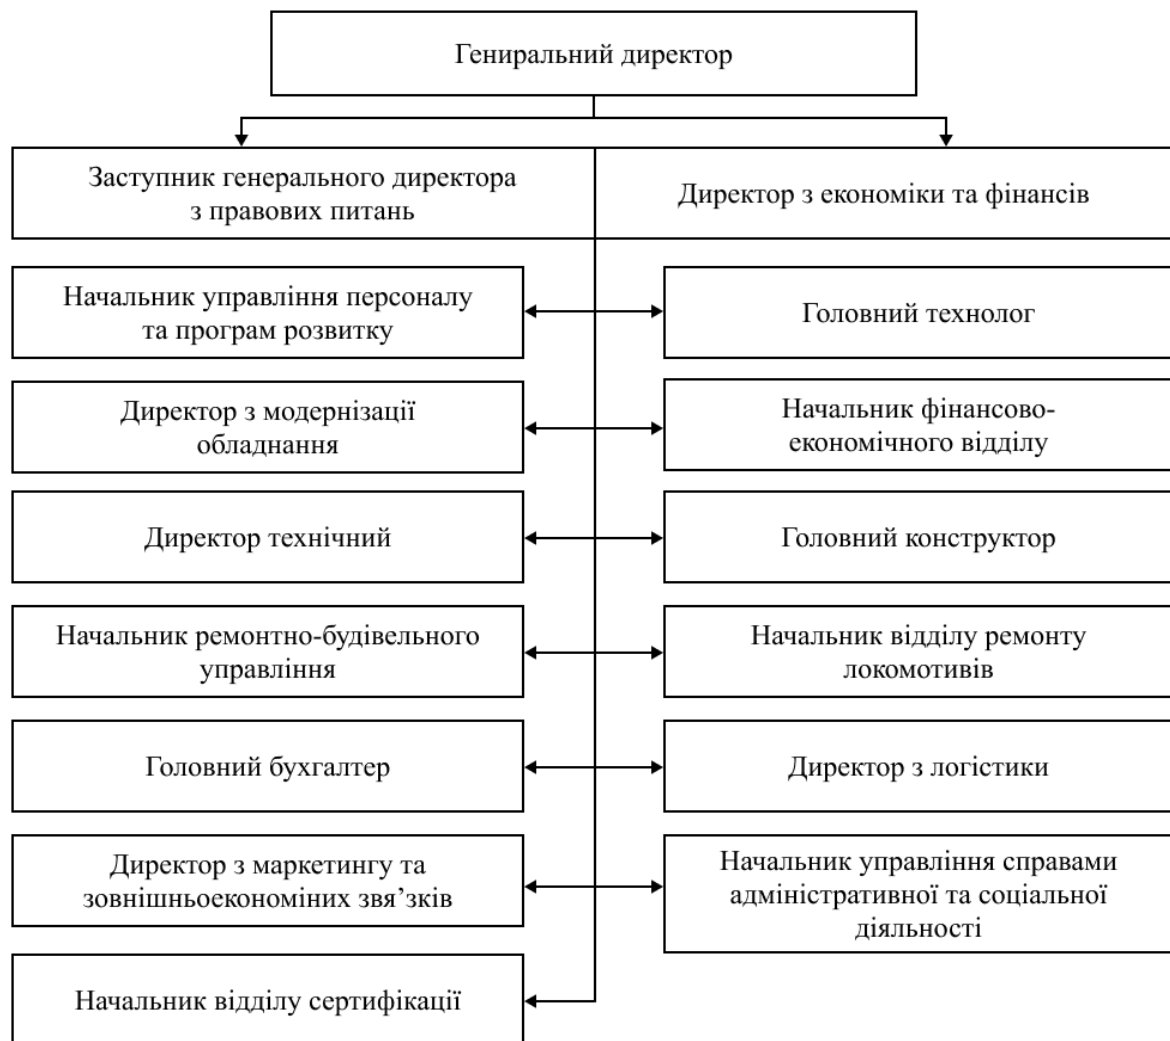 Гениральний директор
Заступник генерального директора
з правових питань
Директор з економіки та фінансів
Начальник управління персоналу
та програм розвитку
Головний технолог
Директор з модернізації
обладнання
Начальник фінансово-
економічного відділу
Директор технічний
Головний конструктор
Начальник ремонтно-будівельного
управління
Начальник відділу ремонту
локомотивів
Головний бухгалтер
Директор з логістики
Директор з маркетингу та
зовнішньоекономіних звя’зків
Начальник управління справами
адміністративної та соціальної
діяльності
Начальник відділу сертифікації